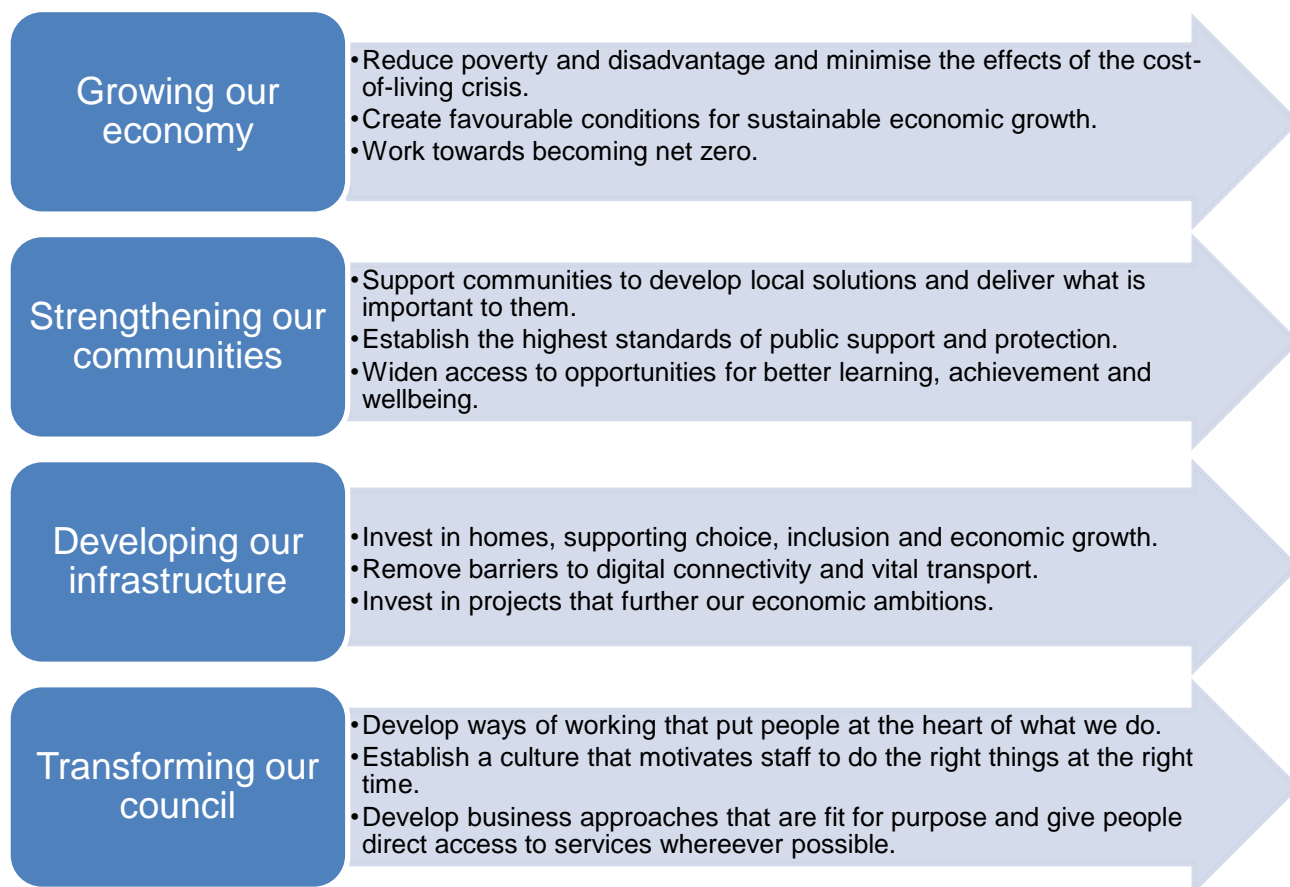 Growing our
economy
•Reduce poverty and disadvantage and minimise the effects of the cost-
of-living crisis.
•Create favourable conditions for sustainable economic growth.
•Work towards becoming net zero.
Strengthening our
communities
•Support communities to develop local solutions and deliver what is
important to them.
•Establish the highest standards of public support and protection.
•Widen access to opportunities for better learning, achievement and
wellbeing.
Developing our
infrastructure
•Invest in homes, supporting choice, inclusion and economic growth.
•Remove barriers to digital connectivity and vital transport.
•Invest in projects that further our economic ambitions.
Transforming our
council
•Develop ways of working that put people at the heart of what we do.
•Establish a culture that motivates staff to do the right things at the right
time.
•Develop business approaches that are fit for purpose and give people
direct access to services whereever possible.